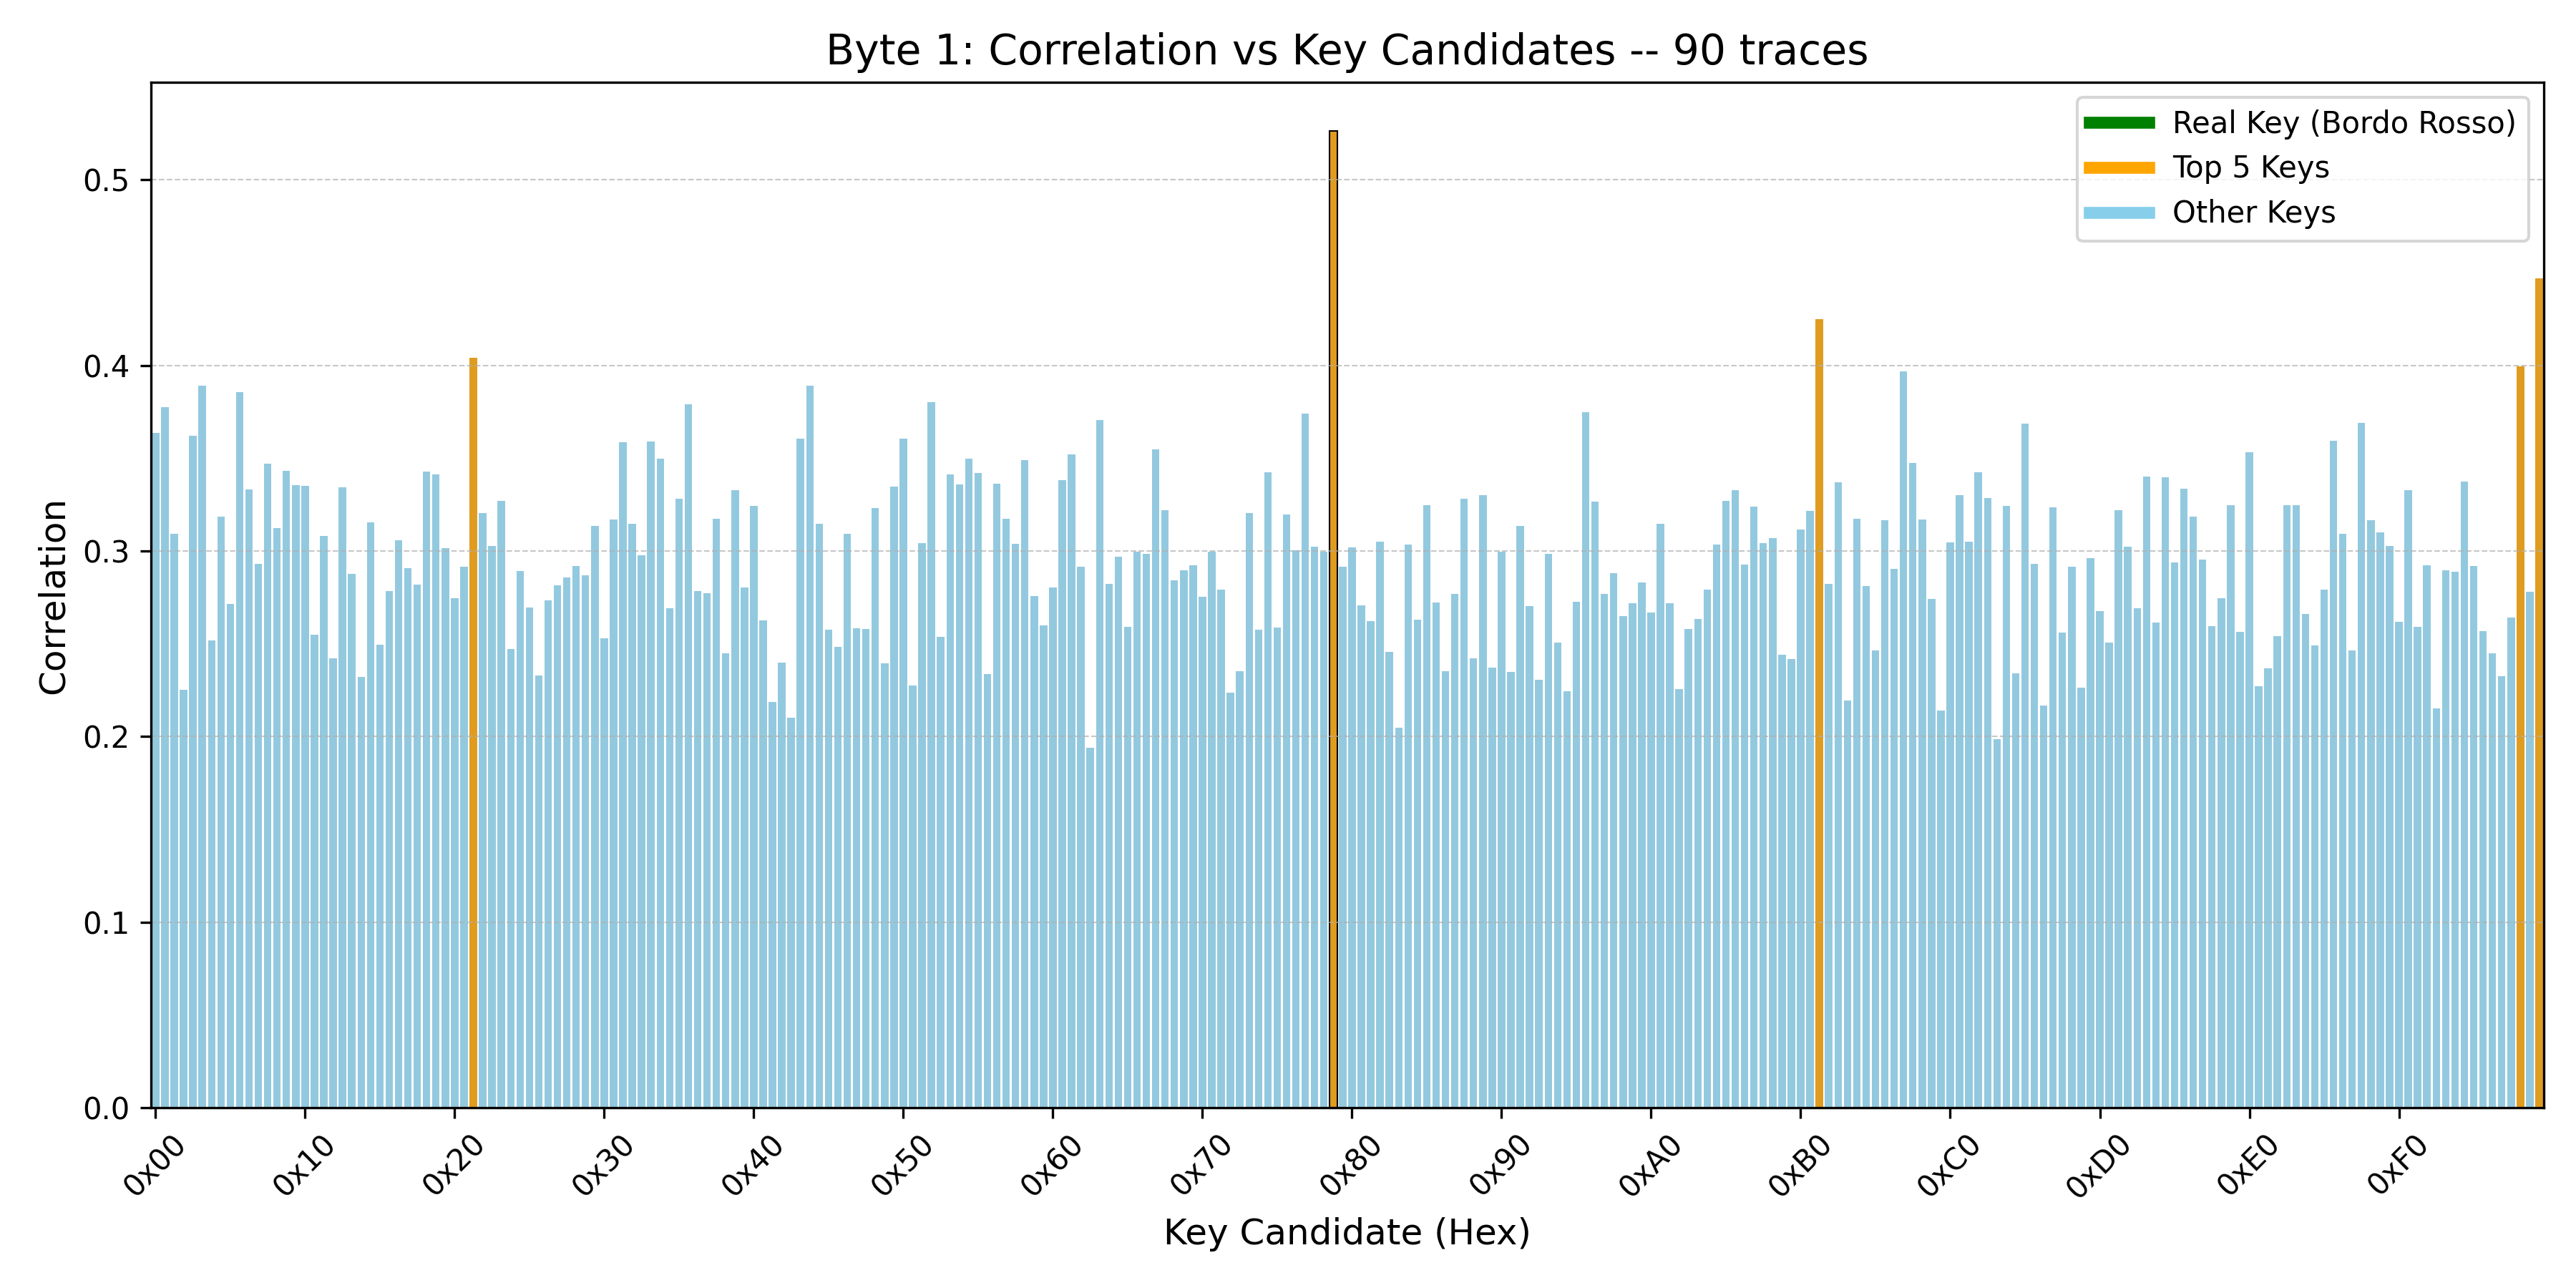 Byte 1: Correlation vs Key Candidates -- 90 traces
Real Key (Bordo Rosso)
Top 5 Keys
Other Keys
Correlation
0.5
0.4
0.3
0.2
0.1
0.0
0x00 0x10 0x20 0x30 0x40 0x50 0x60 0x70 0x80 0x90 0xA0 0xB0 0xC0 0xD0 0xE0 0xF0
Key Candidate (Hex)